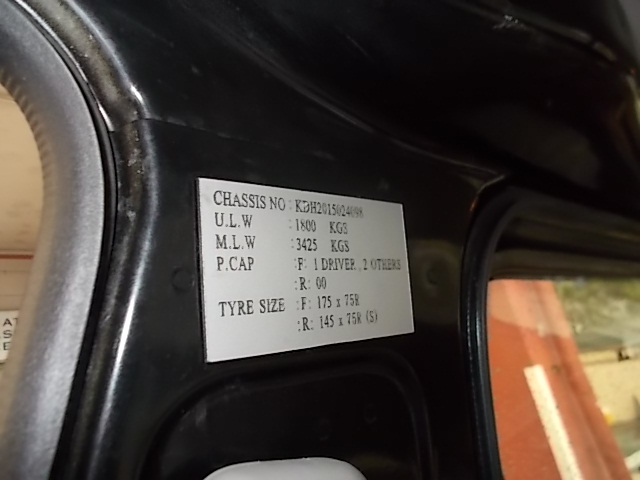 CHASSIS NO : KDH2015024098
U.L.W : 1800 KGS
M.L.W : 3425 KGS
P.CAP :F: 1 DRIVER, 2 OTHERS
:R: 00
TYRE SIZE :F: 175 x 75R
:R: 145 x 75R (S)